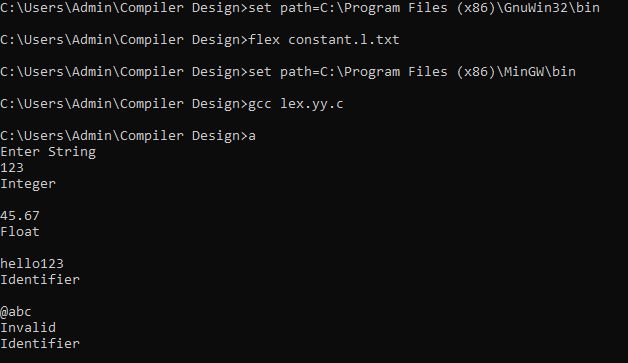 C:\Users\Admin\Compiler Design>set path=C:\Program Files (x86)\GnuWin32\bin
C:\Users\Admin\Compiler Design>flex constant.l.txt
C:\Users\Admin\Compiler Design>set path=C:\Program Files (x86)\MinGW\bin
C:\Users\Admin\Compiler Design>gcc lex.yy.c
C:\Users\Admin\Compiler Design>a
Enter String
123
Integer
45.67
Float
hello123
Identifier
@abc
Invalid
Identifier